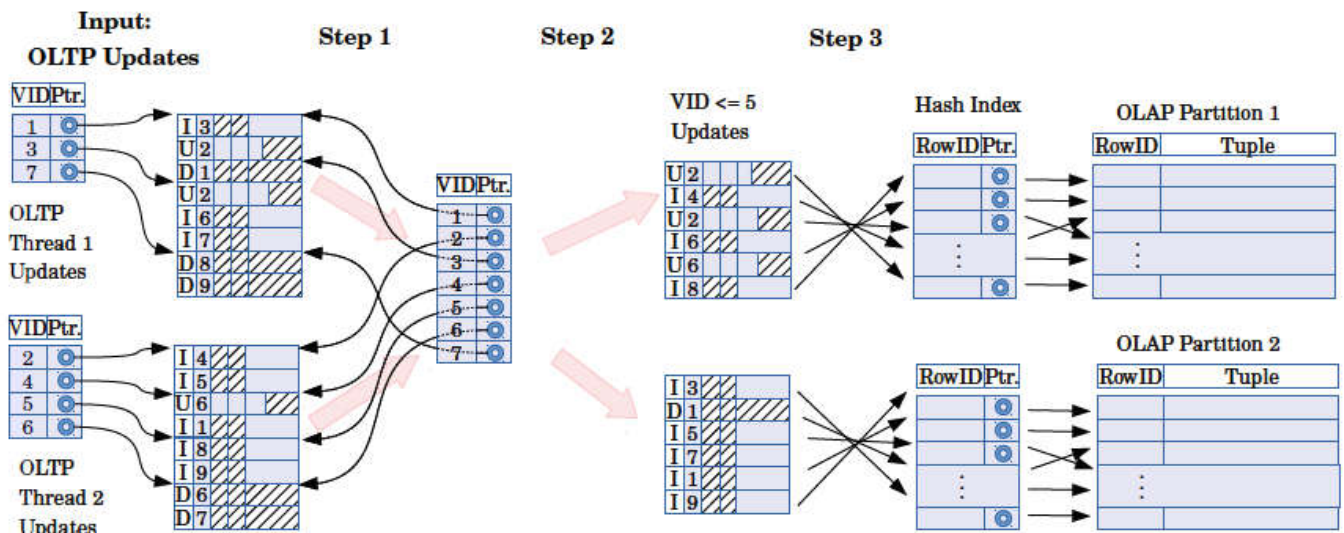 Input:
OLTP Updates
Step 1
Step 2
Step 3
VID Ptr.
1
3
7
OLTP
Thread 1
Updates
I 3
U 2
D 1
U 2
I 6
I 7
D 8
D 9
VID Ptr.
2
4
5
6
OLTP
Thread 2
Updates
I 4
I 5
U 6
I 1
I 8
I 9
D 6
D 7
VID Ptr.
1
2
3
4
5
6
7
VID <= 5
Updates
U 2
I 4
U 2
I 6
U 6
I 8
Hash Index
RowID Ptr.
OLAP Partition 1
RowID Tuple
I 3
D 1
I 5
I 7
I 1
I 9
RowID Ptr.
OLAP Partition 2
RowID Tuple